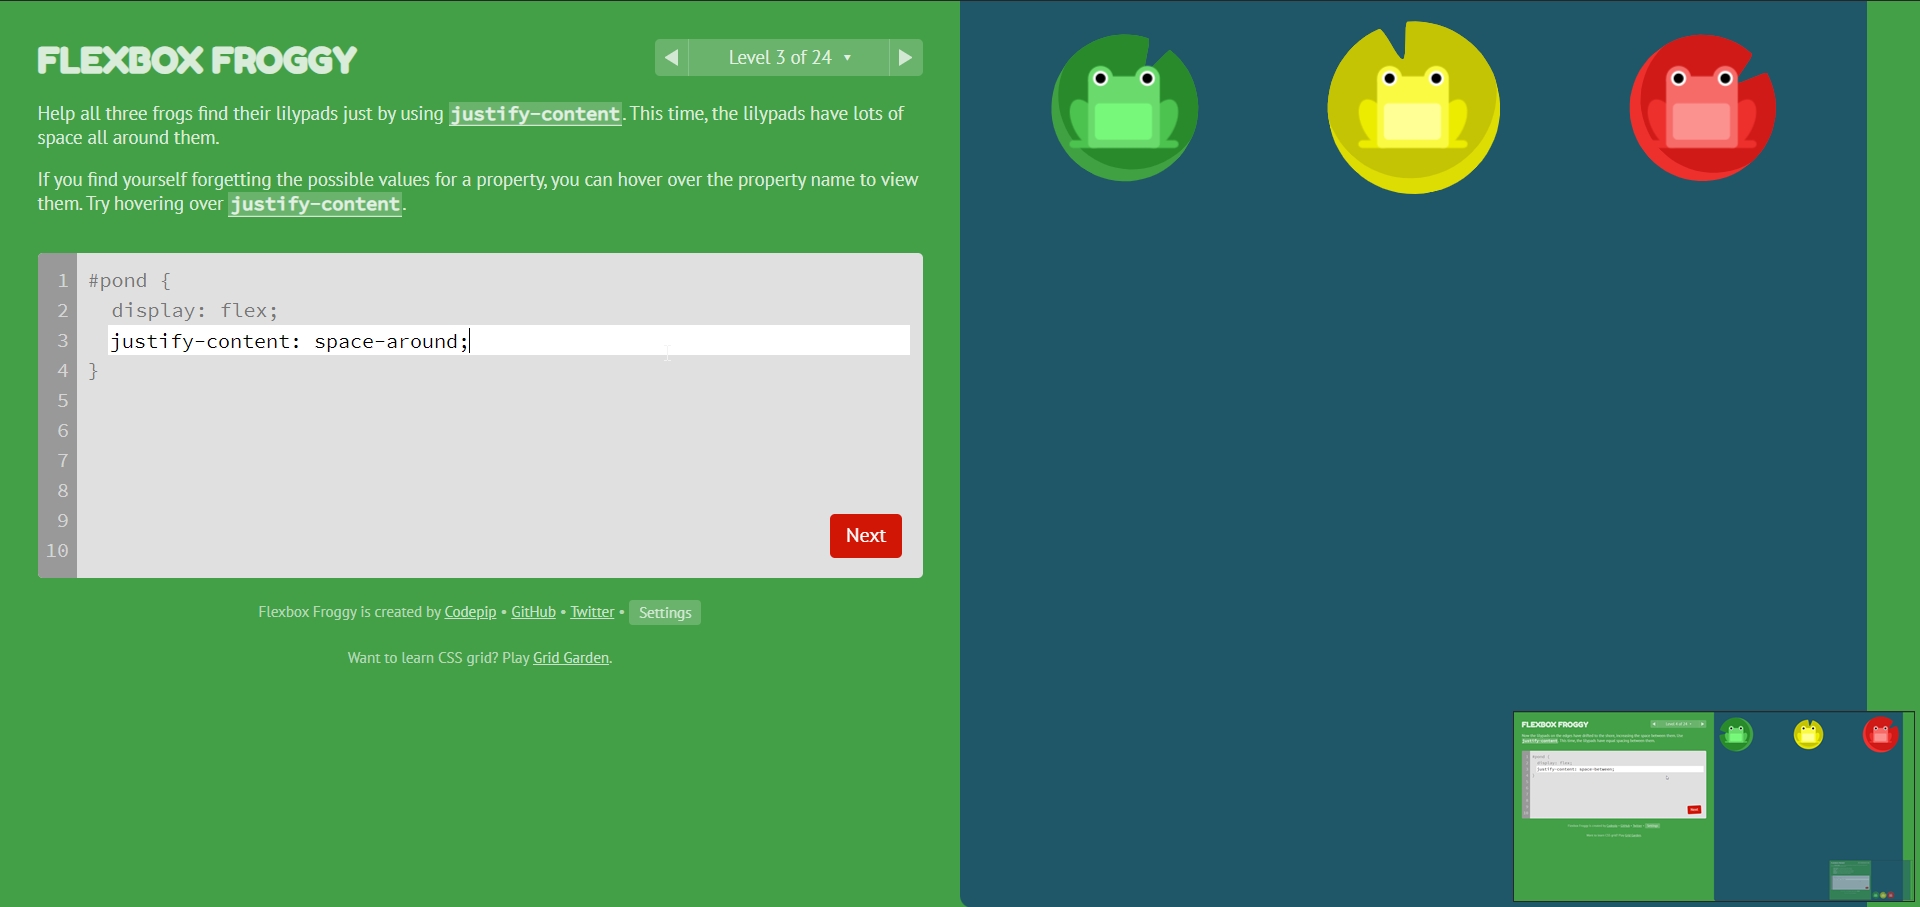 FLEXBOX FROGGY
Level 3 of 24 ▾
Help all three frogs find their lilypads just by using justify-content. This time, the lilypads have lots of
space all around them.
If you find yourself forgetting the possible values for a property, you can hover over the property name to view
them. Try hovering over justify-content.
1 #pond {
2 display: flex;
3 justify-content: space-around;
4 }
5
6
7
8
9
10
Next
Flexbox Froggy is created by Codepip • GitHub • Twitter • Settings
Want to learn CSS grid? Play Grid Garden.
FLEXBOX FROGGY
justify-content: space-between;